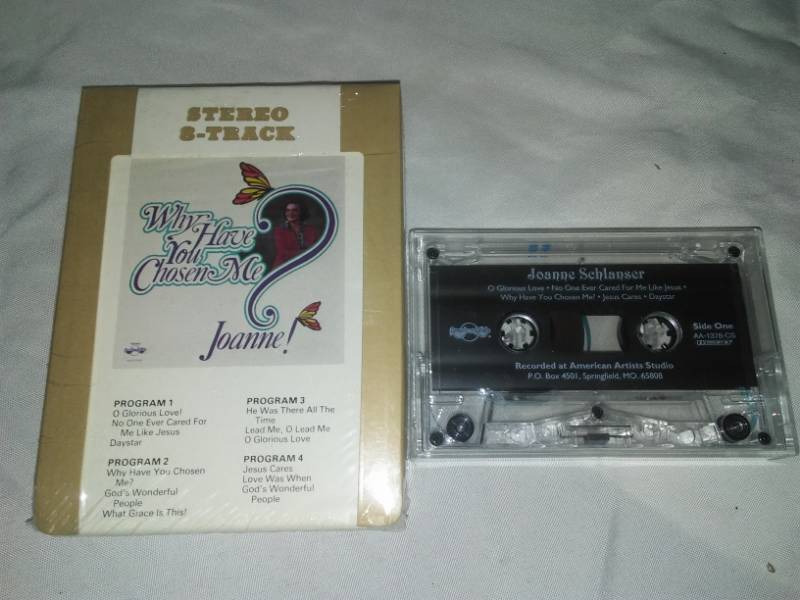 STEREO
8-TRACK
Why Have
You
Chosen Me
Joanne!
PROGRAM 1
O Glorious Love!
No One Ever Cared For
Me Like Jesus
Daystar
PROGRAM 2
Why Have You Chosen
Me?
God's Wonderful
People
What Grace Is This!
PROGRAM 3
He Was There All The
Time
Lead Me, O Lead Me
O Glorious Love
PROGRAM 4
Jesus Cares
Love Was When
God's Wonderful
People
Joanne Schlanser
O Glorious Love • No One Ever Cared For Me Like Jesus •
Why Have You Chosen Me? • Jesus Cares • Daystar
Side One
AA-1378-CS
Recorded at American Artists Studio
P.O. Box 4501, Springfield, MO. 65808